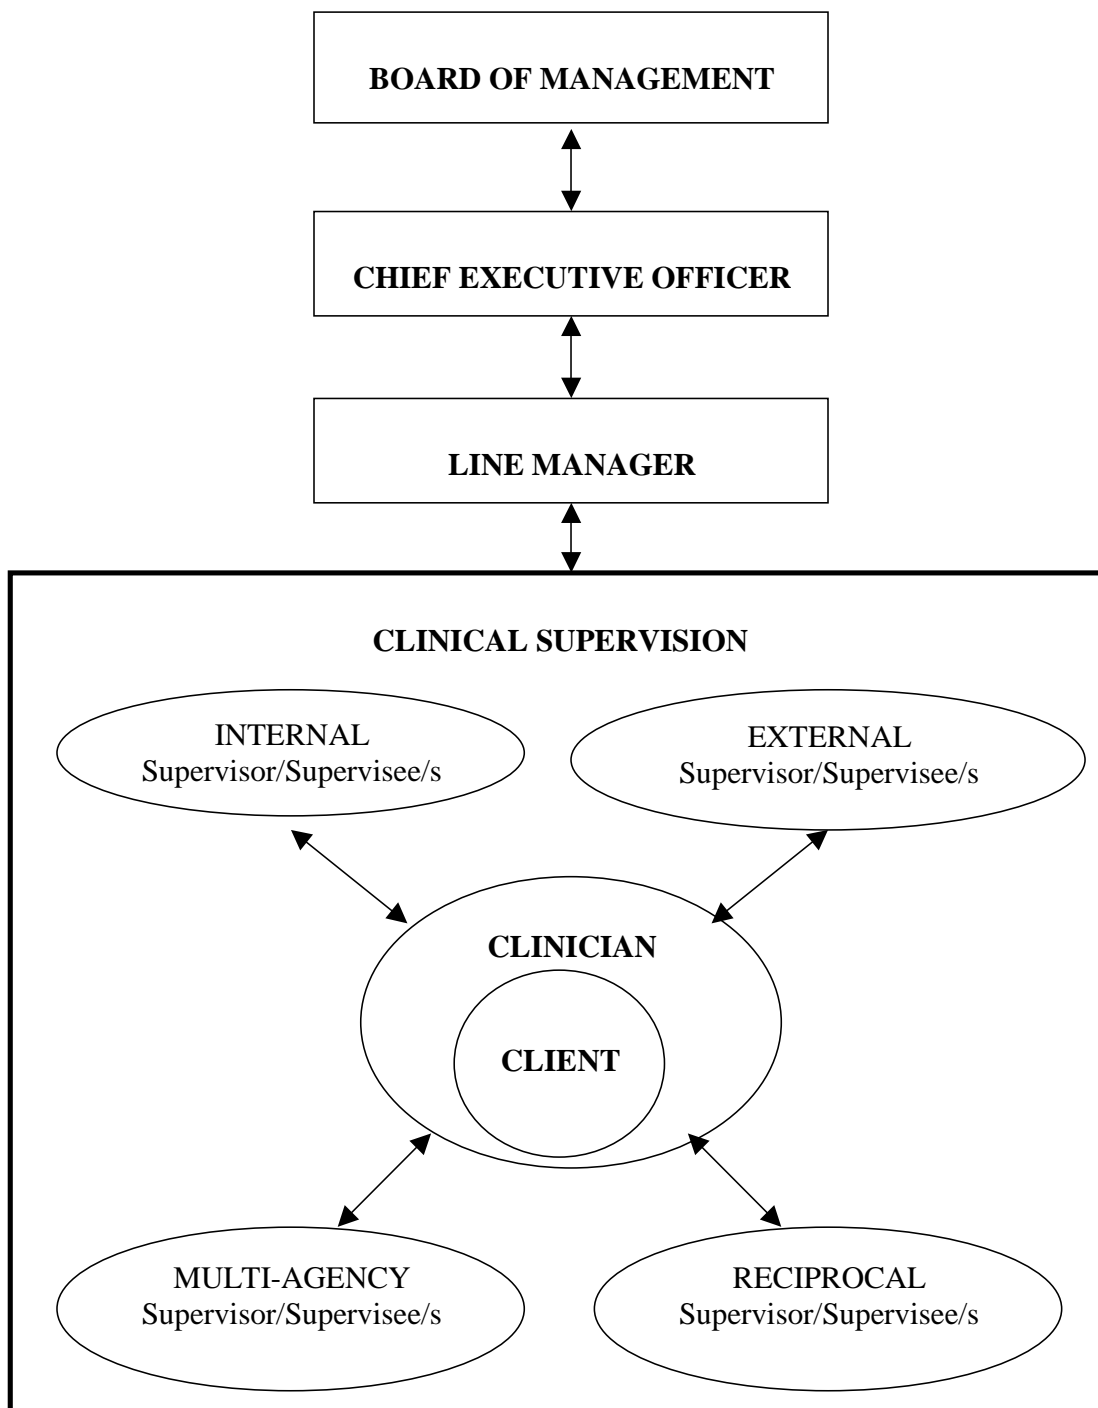 BOARD OF MANAGEMENT
CHIEF EXECUTIVE OFFICER
LINE MANAGER
CLINICAL SUPERVISION
INTERNAL
Supervisor/Supervisee/s
EXTERNAL
Supervisor/Supervisee/s
CLINICIAN
CLIENT
MULTI-AGENCY
Supervisor/Supervisee/s
RECIPROCAL
Supervisor/Supervisee/s